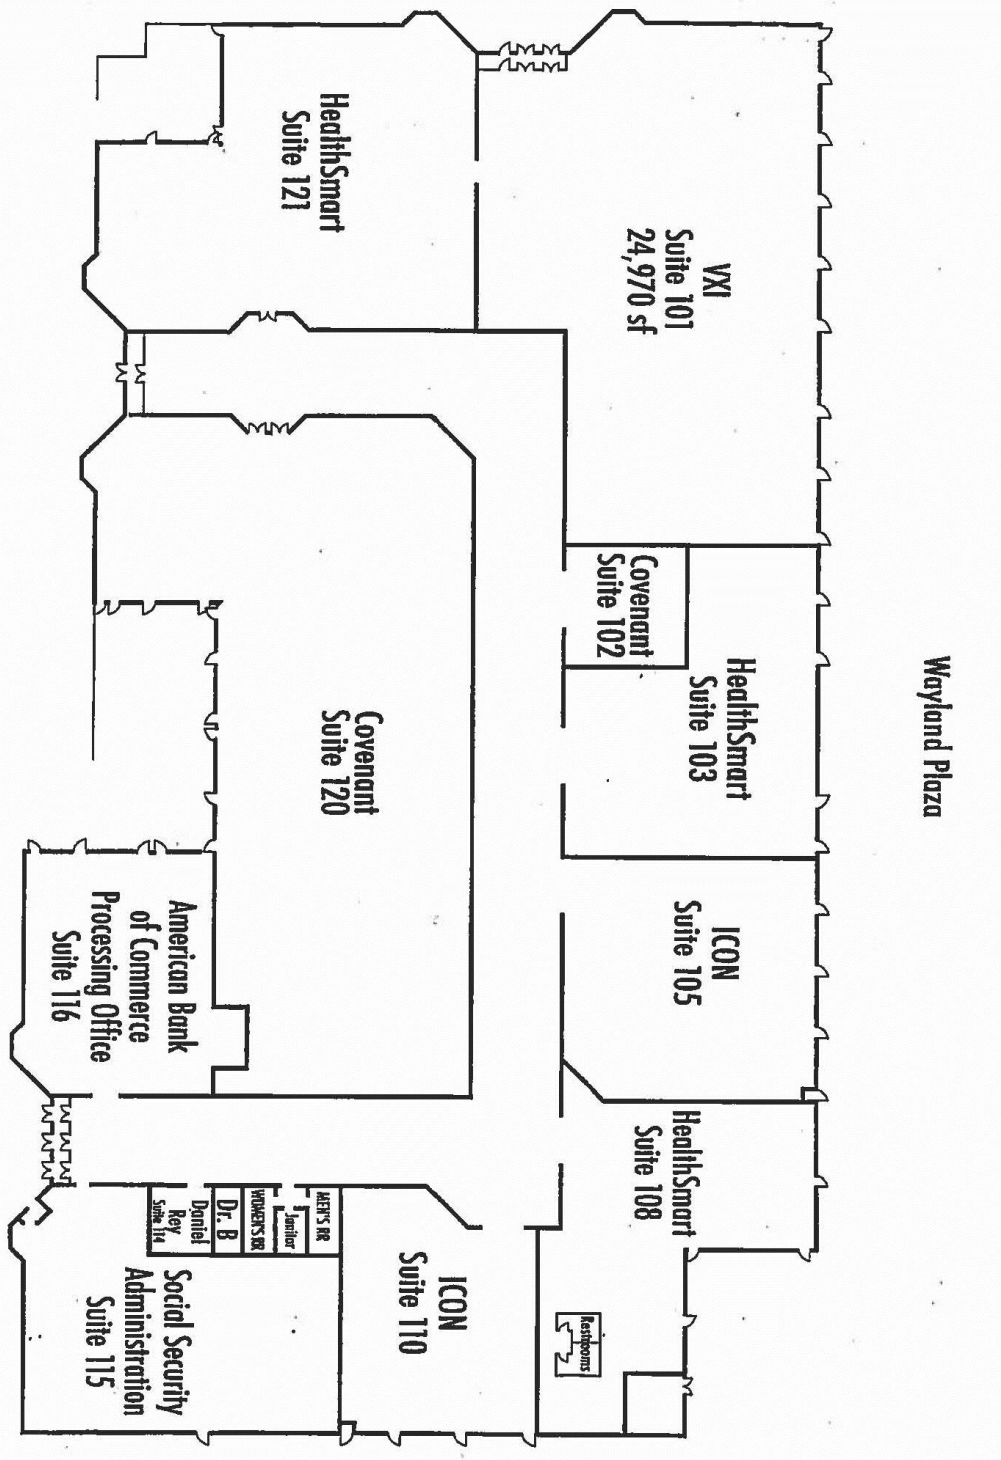 Wayland Plaza
VXI
Suite 101
24,970 sf
HealthSmart
Suite 121
Covenant
Suite 102
HealthSmart
Suite 103
ICON
Suite 105
HealthSmart
Suite 108
Covenant
Suite 120
American Bank
of Commerce
Processing Office
Suite 116
MEN'S RR
Janitor
WOMEN'S RR
Dr. B
Daniel
Rey
Suite 114
ICON
Suite 110
Restrooms
Social Security
Administration
Suite 115